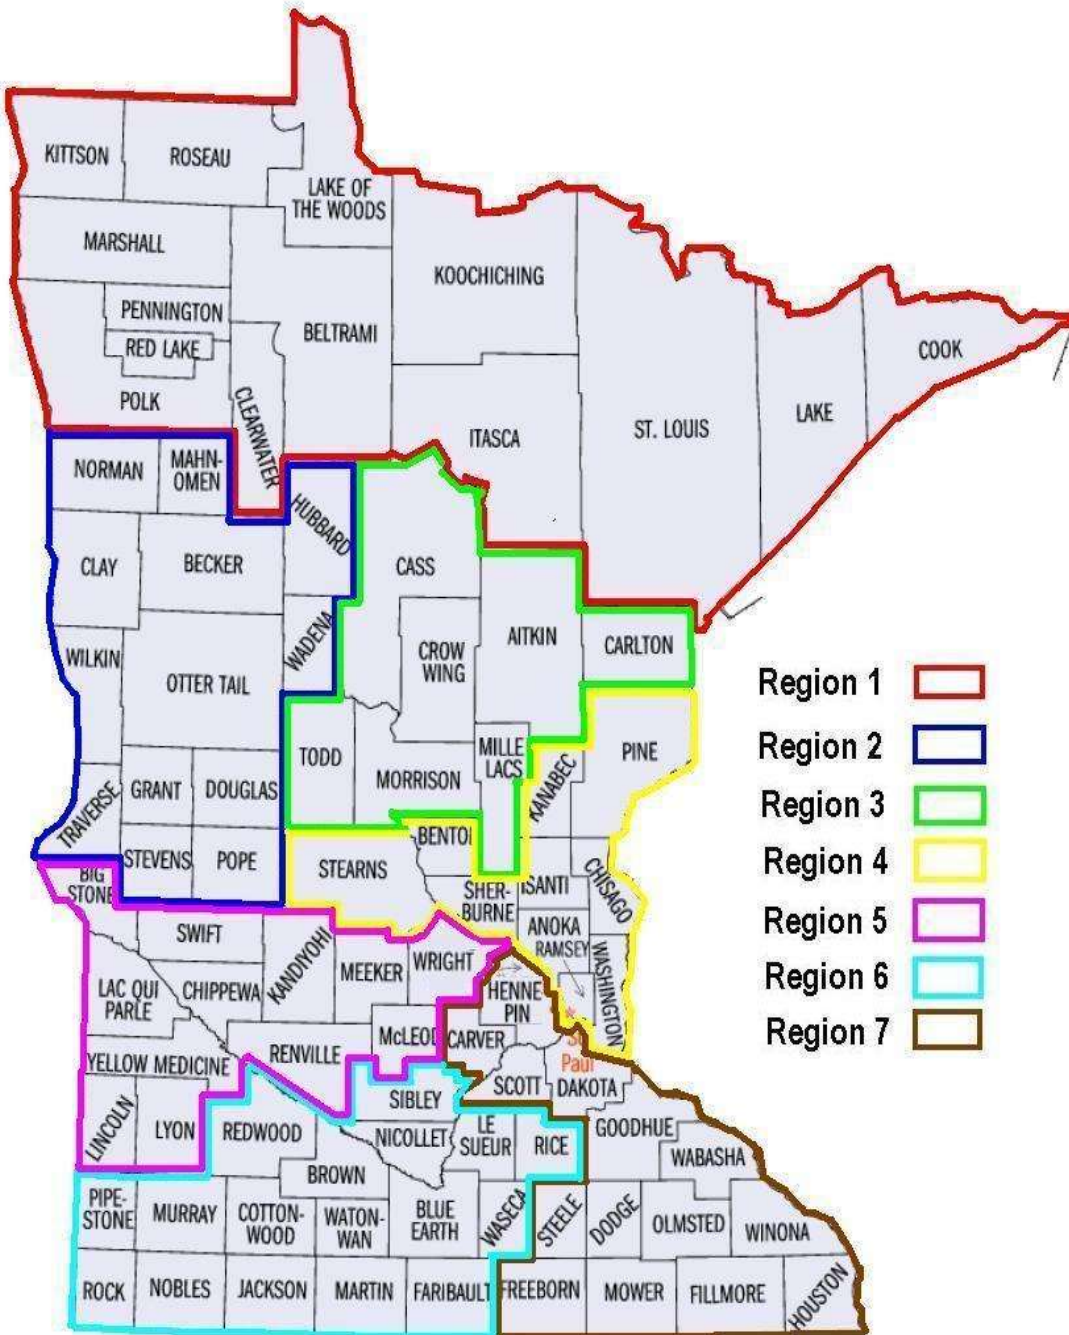 KITTSON
ROSEAU
LAKE OF
THE WOODS
MARSHALL
KOOCHICHING
PENNINGTON
RED LAKE
BELTRAMI
COOK
POLK
CLEARWATER
ITASCA
ST. LOUIS
LAKE
NORMAN
MAHN-
OMEN
HUBBARD
CLAY
BECKER
CASS
WILKIN
OTTER TAIL
WADENA
CROW
WING
AITKIN
CARLTON
TODD
MORRISON
MILLE
LACS
KANABEC
PINE
TRAVERSE
GRANT
DOUGLAS
STEVENS
POPE
STEARNS
BENTO
SHER-
BURNE
ISANTI
CHISAGO
BIG
STONE
SWIFT
KANDIYOHI
MEEKER
WRIGHT
ANOKA
RAMSEY
WASHINGTON
LAC QUI
PARLE
CHIPPEWA
HENNE
PIN
YELLOW MEDICINE
RENVILLE
McLEOD
CARVER
Paul
SCOTT
DAKOTA
LINCOLN
LYON
REDWOOD
SIBLEY
NICOLLET
LE
SUEUR
RICE
GOODHUE
WABASHA
BROWN
PIPE-
STONE
MURRAY
COTTON-
WOOD
WATON-
WAN
BLUE
EARTH
WASECA
STEELE
DODGE
OLMSTED
WINONA
ROCK
NOBLES
JACKSON
MARTIN
FARIBAULT
FREEBORN
MOWER
FILLMORE
HOUSTON
Region 1
Region 2
Region 3
Region 4
Region 5
Region 6
Region 7